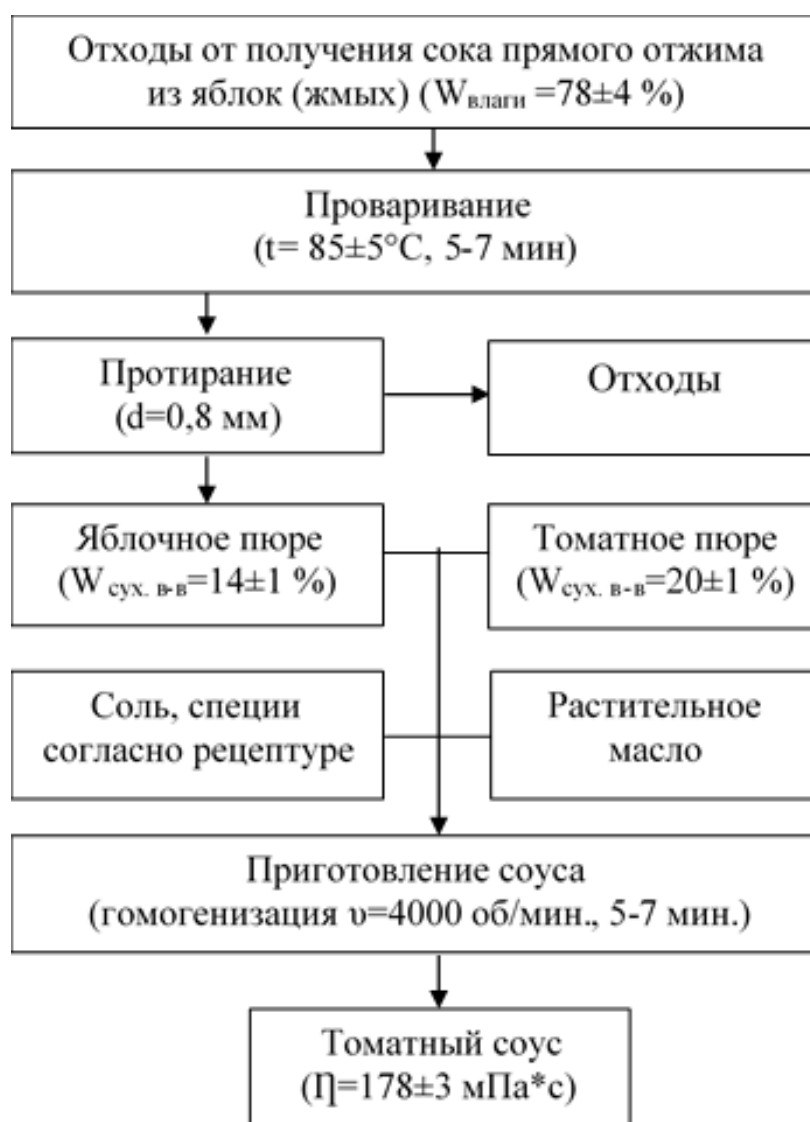 Отходы от получения сока прямого отжима
из яблок (жмых) (Wвлаги =78±4 %)
Проваривание
(t= 85±5°C, 5-7 мин)
Протирание
(d=0,8 мм)
Отходы
Яблочное пюре
(W сух. в-в=14±1 %)
Томатное пюре
(Wсух. в-в=20±1 %)
Соль, специи
согласно рецептуре
Растительное
масло
Приготовление соуса
(гомогенизация υ=4000 об/мин., 5-7 мин.)
Томатный соус
(Ƞ=178±3 мПа*с)